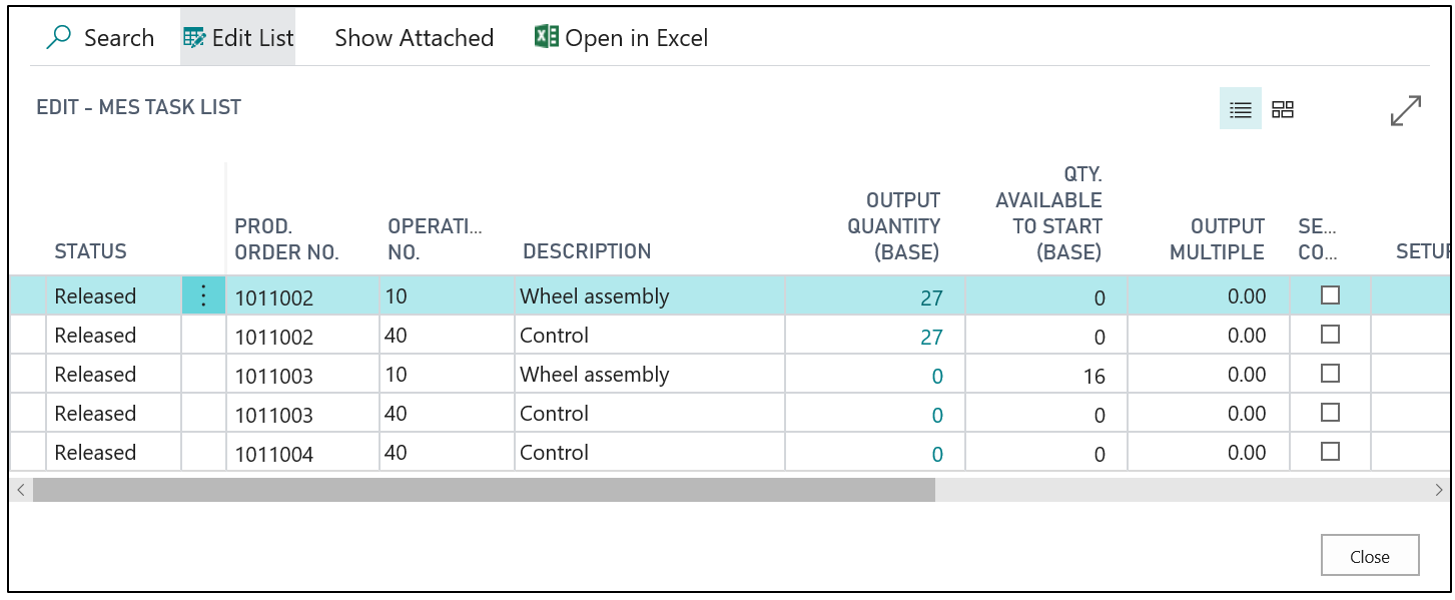 Search Edit List Show Attached Open in Excel
EDIT - MES TASK LIST
QTY.
OUTPUT AVAILABLE
PROD. OPERATI... QUANTITY TO START OUTPUT SE...
STATUS ORDER NO. NO. DESCRIPTION (BASE) (BASE) MULTIPLE CO... SETUP
Released 1011002 10 Wheel assembly 27 0 0.00
Released 1011002 40 Control 27 0 0.00
Released 1011003 10 Wheel assembly 0 16 0.00
Released 1011003 40 Control 0 0 0.00
Released 1011004 40 Control 0 0 0.00
Close